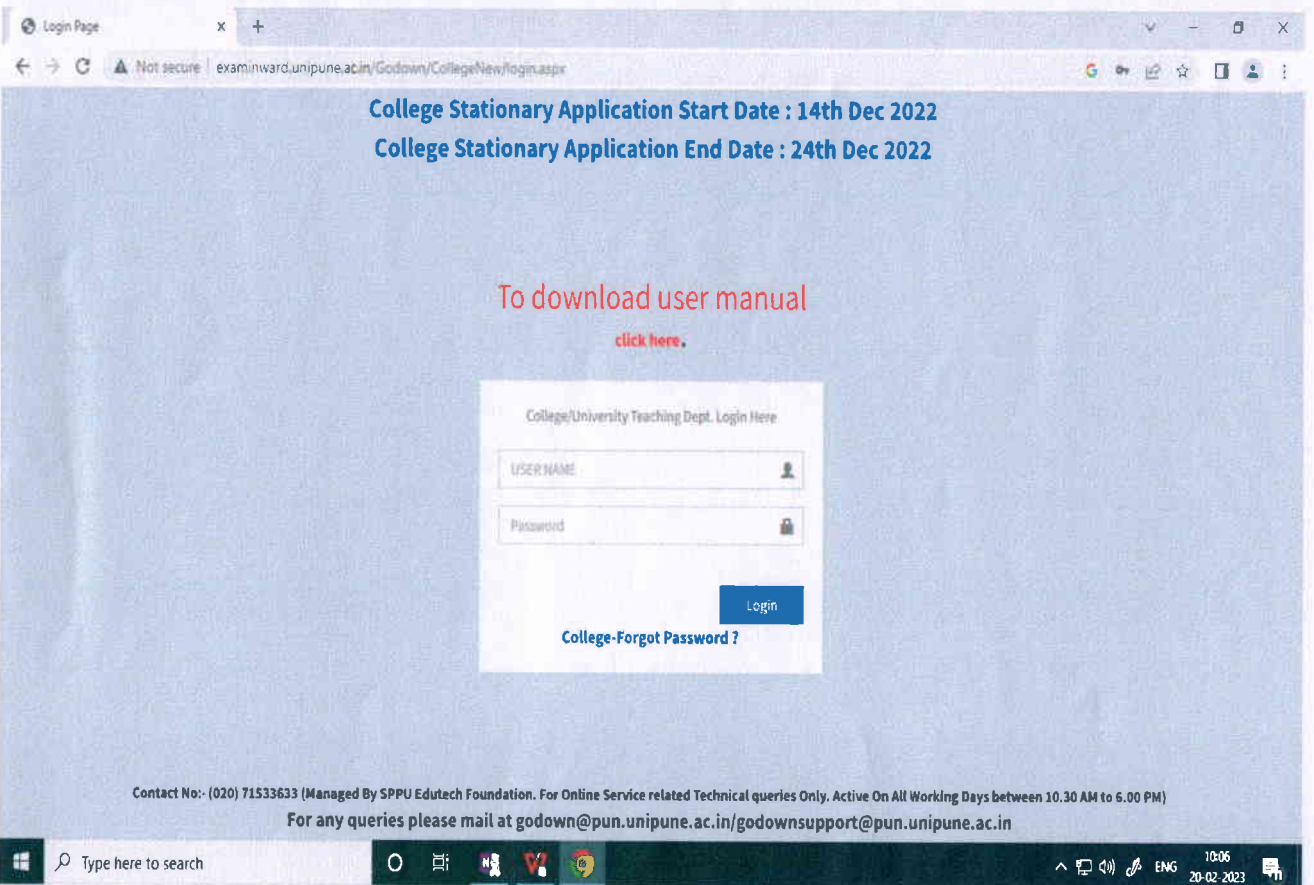 Login Page
Not secure examinward.unipune.ac.in/Godown/CollegeNew/login.aspx
College Stationary Application Start Date : 14th Dec 2022
College Stationary Application End Date : 24th Dec 2022
To download user manual
click here.
College/University Teaching Dept. Login Here
USER NAME
Password
Login
College-Forgot Password ?
Contact No:- (020) 71533633 (Managed By SPPU Edutech Foundation. For Online Service related Technical queries Only. Active On All Working Days between 10.30 AM to 6.00 PM)
For any queries please mail at godown@pun.unipune.ac.in/godownsupport@pun.unipune.ac.in
Type here to search
ENG
10:06
20-02-2023